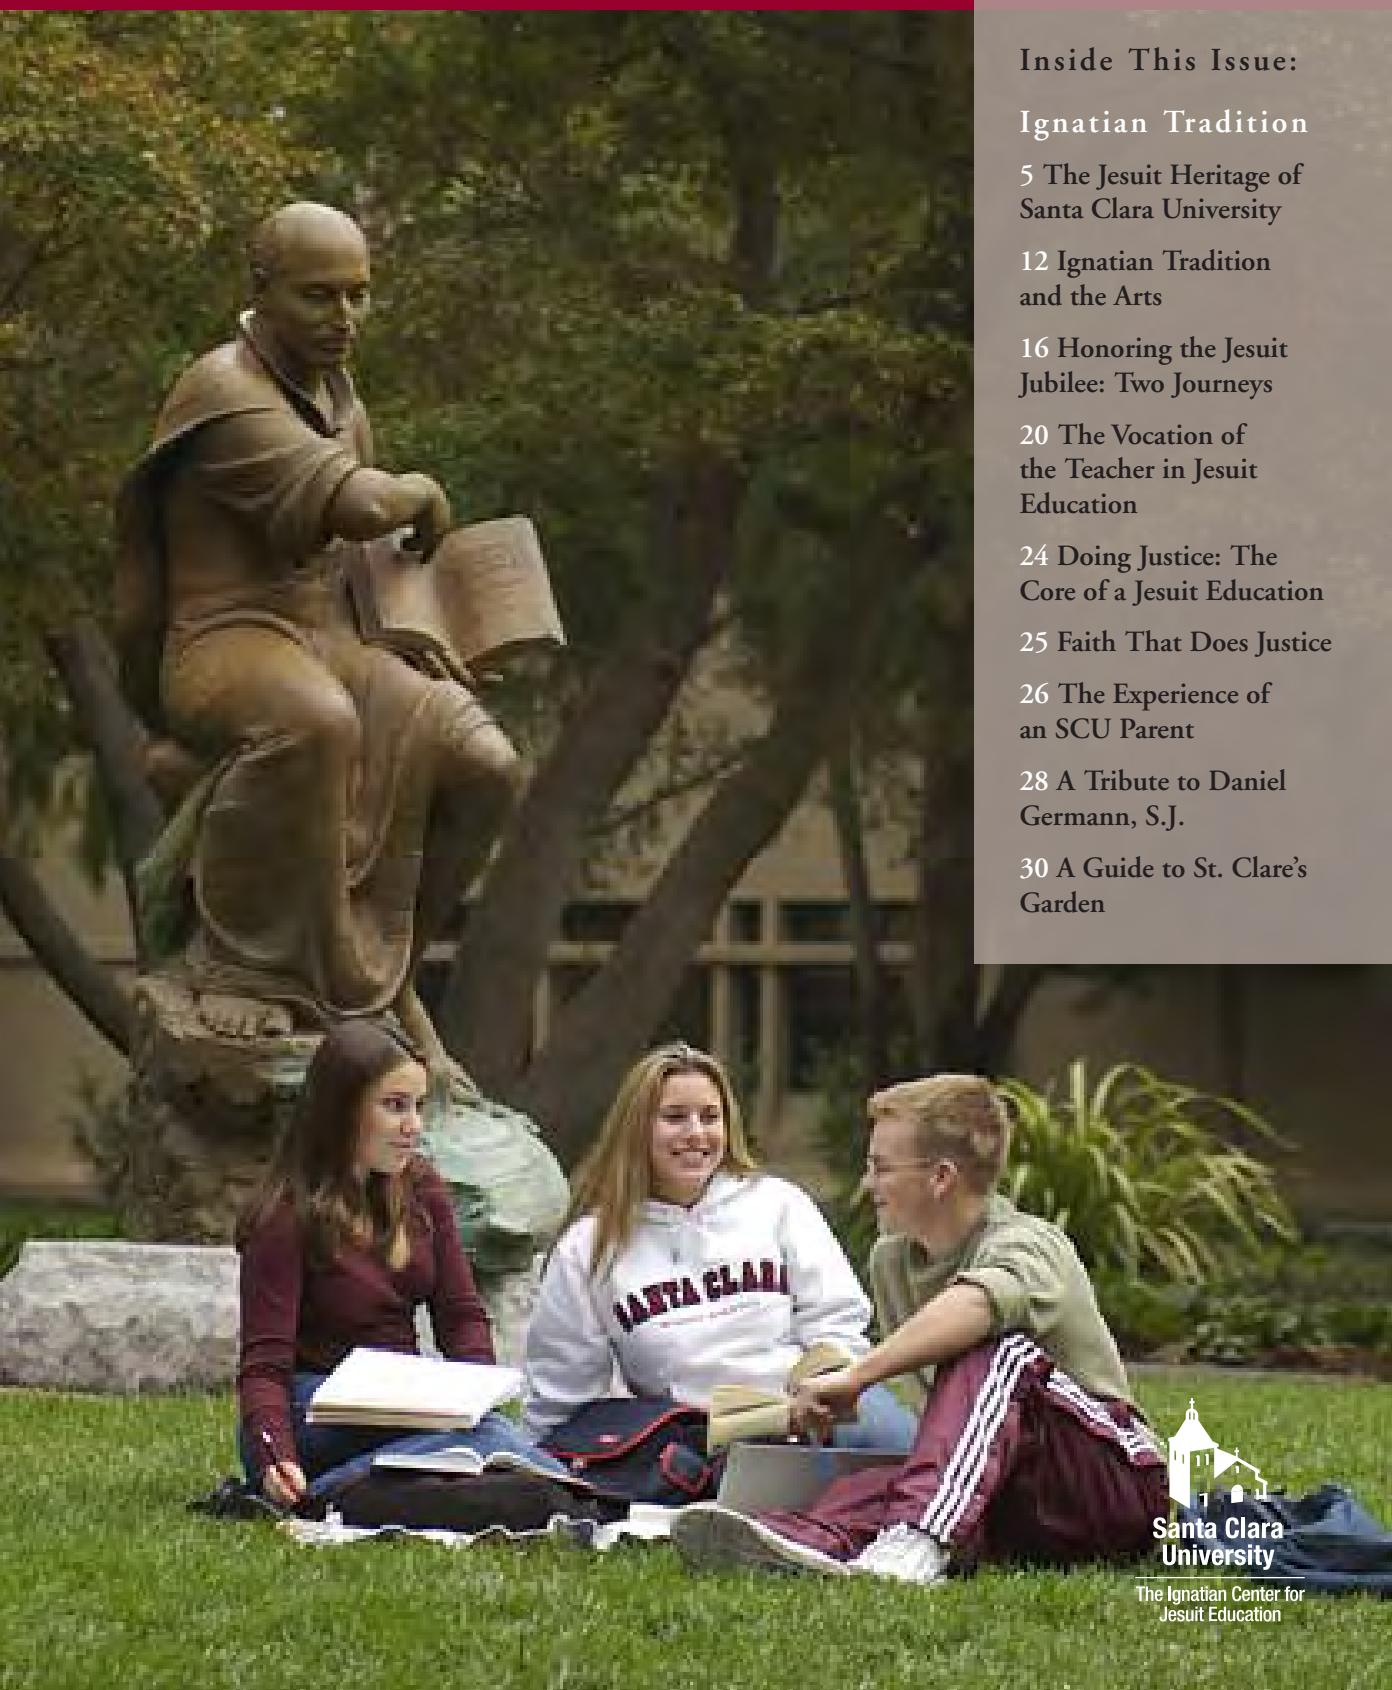 Inside This Issue:
Ignatian Tradition
5 The Jesuit Heritage of
Santa Clara University
12 Ignatian Tradition
and the Arts
16 Honoring the Jesuit
Jubilee: Two Journeys
20 The Vocation of
the Teacher in Jesuit
Education
24 Doing Justice: The
Core of a Jesuit Education
25 Faith That Does Justice
26 The Experience of
an SCU Parent
28 A Tribute to Daniel
Germann, S.J.
30 A Guide to St. Clare’s
Garden
SANTA CLARA
Santa Clara
University
The Ignatian Center for
Jesuit Education